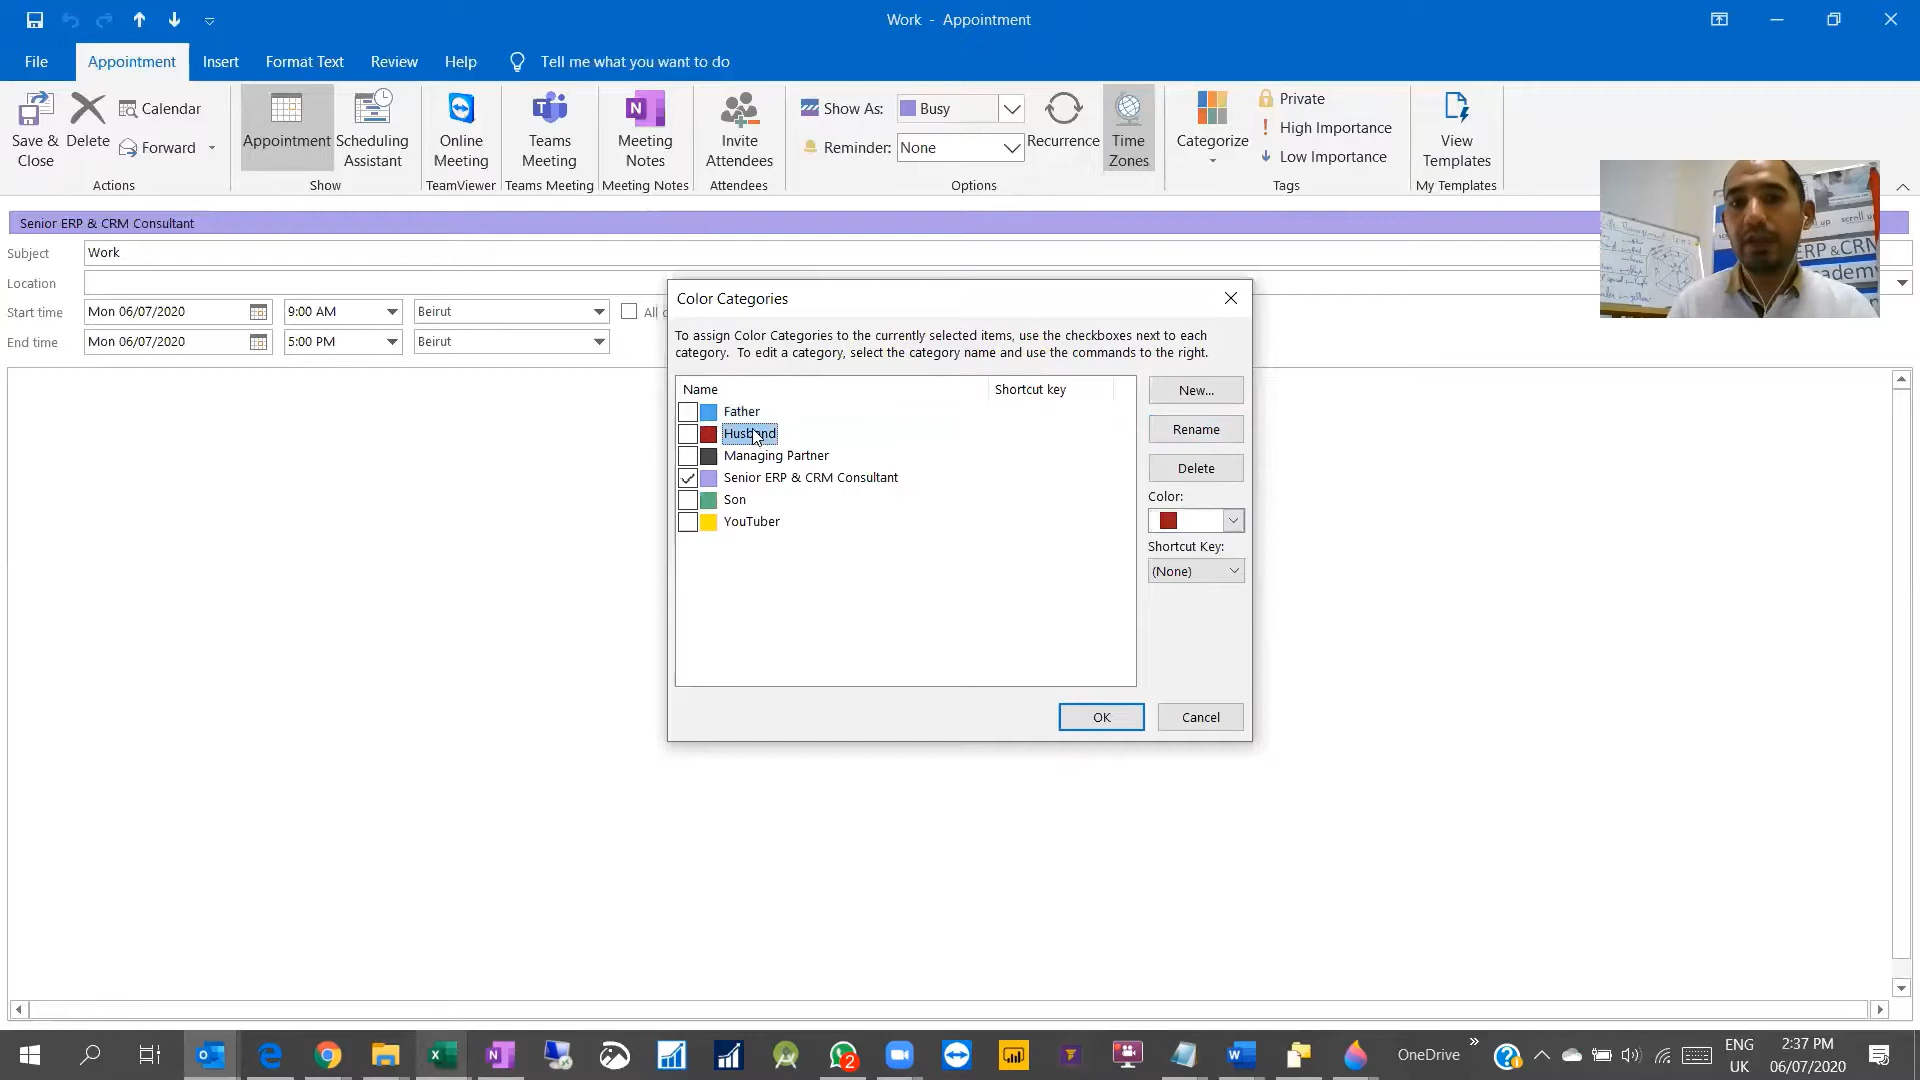 Work - Appointment
File Appointment Insert Format Text Review Help Tell me what you want to do
Save & Close Delete Calendar Forward Appointment Scheduling Assistant Online Meeting Teams Meeting Meeting Notes Invite Attendees Show As: Busy Reminder: None Recurrence Time Zones Categorize Private High Importance Low Importance View Templates
Actions Show TeamViewer Teams Meeting Meeting Notes Attendees Options Tags My Templates
Senior ERP & CRM Consultant
Subject Work
Location
Start time Mon 06/07/2020 9:00 AM Beirut All
End time Mon 06/07/2020 5:00 PM Beirut
scroll up
ERP & CRM
Color Categories
To assign Color Categories to the currently selected items, use the checkboxes next to each
category. To edit a category, select the category name and use the commands to the right.
Name Shortcut key
Father
Husband
Managing Partner
Senior ERP & CRM Consultant
Son
YouTuber
New...
Rename
Delete
Color:
Shortcut Key:
(None)
OK Cancel
2
OneDrive
ENG
UK
2:37 PM
06/07/2020